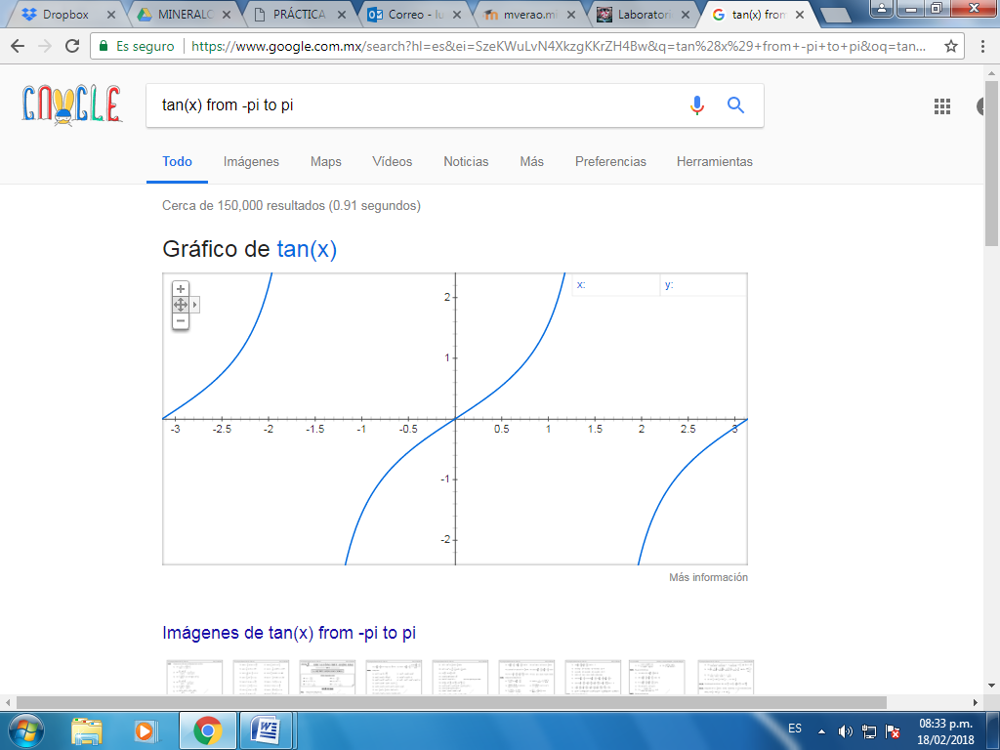 Dropbox
MINERALC
PRÁCTICA
Correo - lu
mverao.mi
Laboratori
tan(x) from
Es seguro
https://www.google.com.mx/search?hl=es&ei=SzeKWuLvN4XkzgKKrZH4Bw&q=tan%28x%29+from+-pi+to+pi&oq=tan...
tan(x) from -pi to pi
Todo
Imágenes
Maps
Vídeos
Noticias
Más
Preferencias
Herramientas
Cerca de 150,000 resultados (0.91 segundos)
Gráfico de tan(x)
x:
y:
2
1
-3 -2.5 -2 -1.5 -1 -0.5 0.5 1 1.5 2 2.5 3
-1
-2
Más información
Imágenes de tan(x) from -pi to pi
ES
08:33 p.m.
18/02/2018